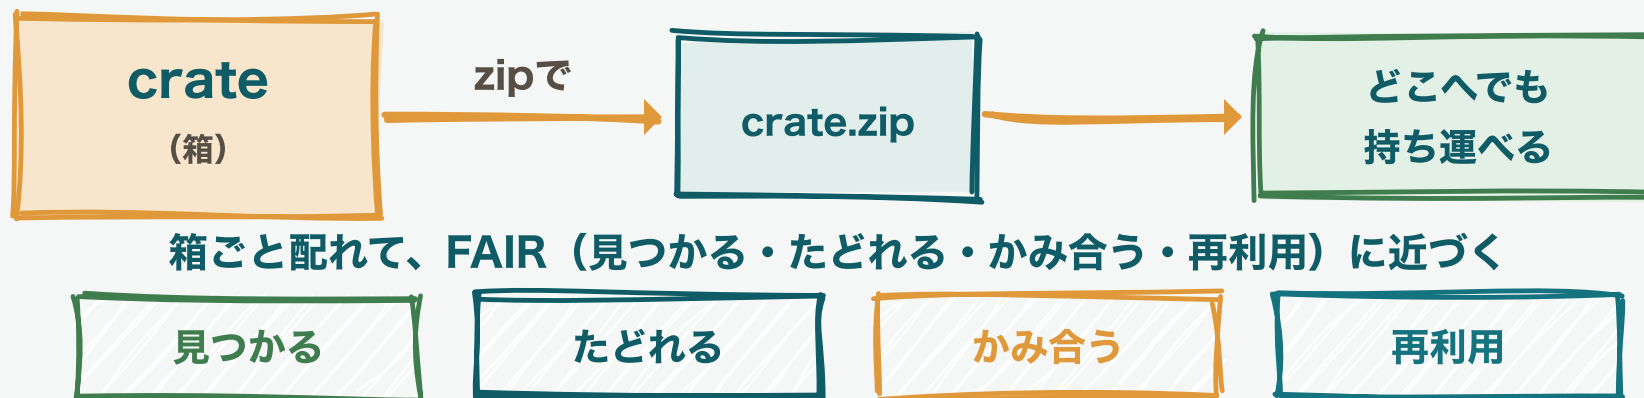 crate
（箱）
zipで
crate.zip
どこへでも
持ち運べる
箱ごと配れて、FAIR（見つかる・たどれる・かみ合う・再利用）に近づく
見つかる
たどれる
かみ合う
再利用